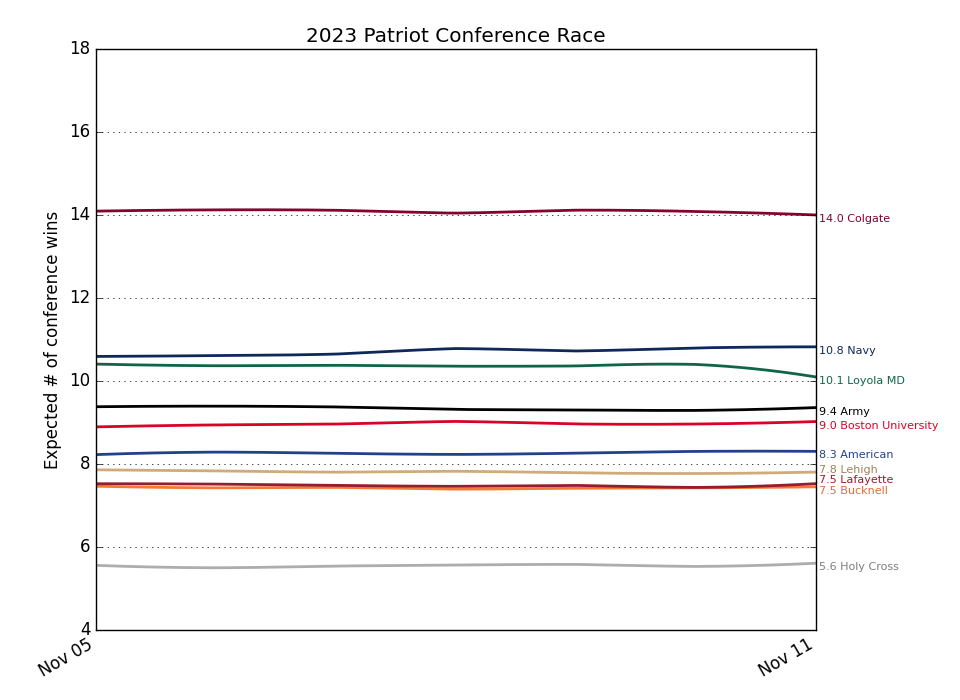 2023 Patriot Conference Race
Expected # of conference wins
18
16
14
12
10
8
6
4
14.0 Colgate
10.8 Navy
10.1 Loyola MD
9.4 Army
9.0 Boston University
8.3 American
7.8 Lehigh
7.5 Lafayette
7.5 Bucknell
5.6 Holy Cross
Nov 05
Nov 11